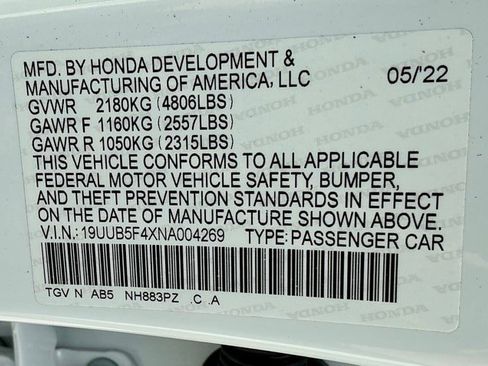 MFD. BY HONDA DEVELOPMENT &
MANUFACTURING OF AMERICA, LLC 05/'22
GVWR 2180KG (4806LBS)
GAWR F 1160KG (2557LBS)
GAWR R 1050KG (2315LBS)
THIS VEHICLE CONFORMS TO ALL APPLICABLE
FEDERAL MOTOR VEHICLE SAFETY, BUMPER,
AND THEFT PREVENTION STANDARDS IN EFFECT
ON THE DATE OF MANUFACTURE SHOWN ABOVE.
V.I.N.: 19UUB5F4XNA004269 TYPE: PASSENGER CAR
TGV N AB5 NH883PZ .C .A